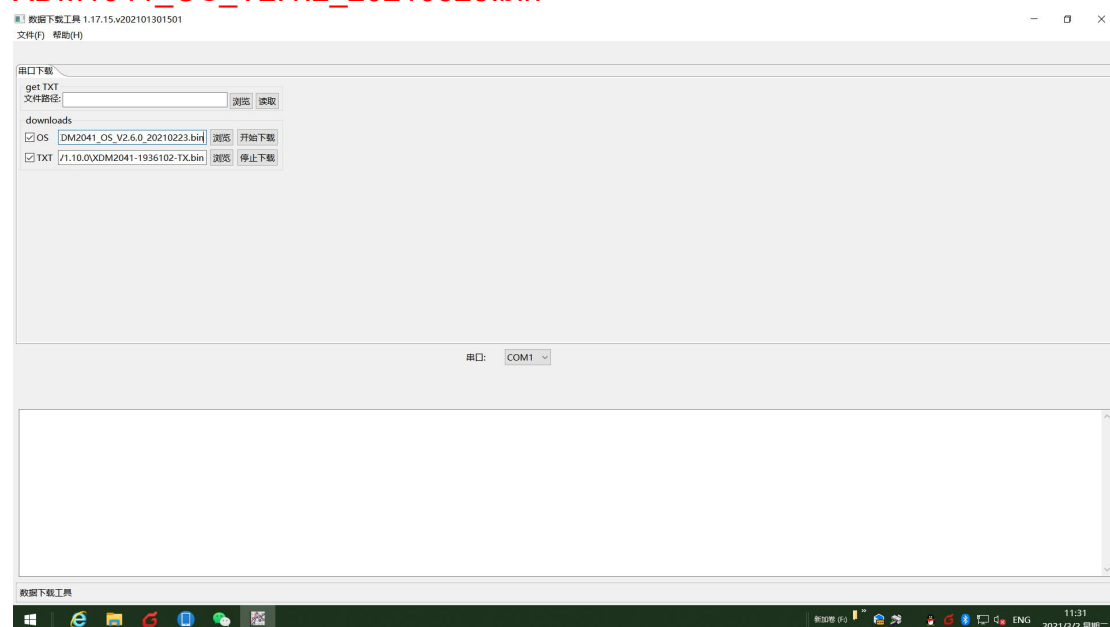 数据下载工具 1.17.15.v202101301501
文件(F) 帮助(H)
串口下载
get TXT
文件路径: 浏览 读取
downloads
OS DM2041_OS_V2.6.0_20210223.bin 浏览 开始下载
TXT /1.10.0\XDM2041-1936102-TX.bin 浏览 停止下载
串口: COM1
数据下载工具
新加卷 (F:) ENG 11:31